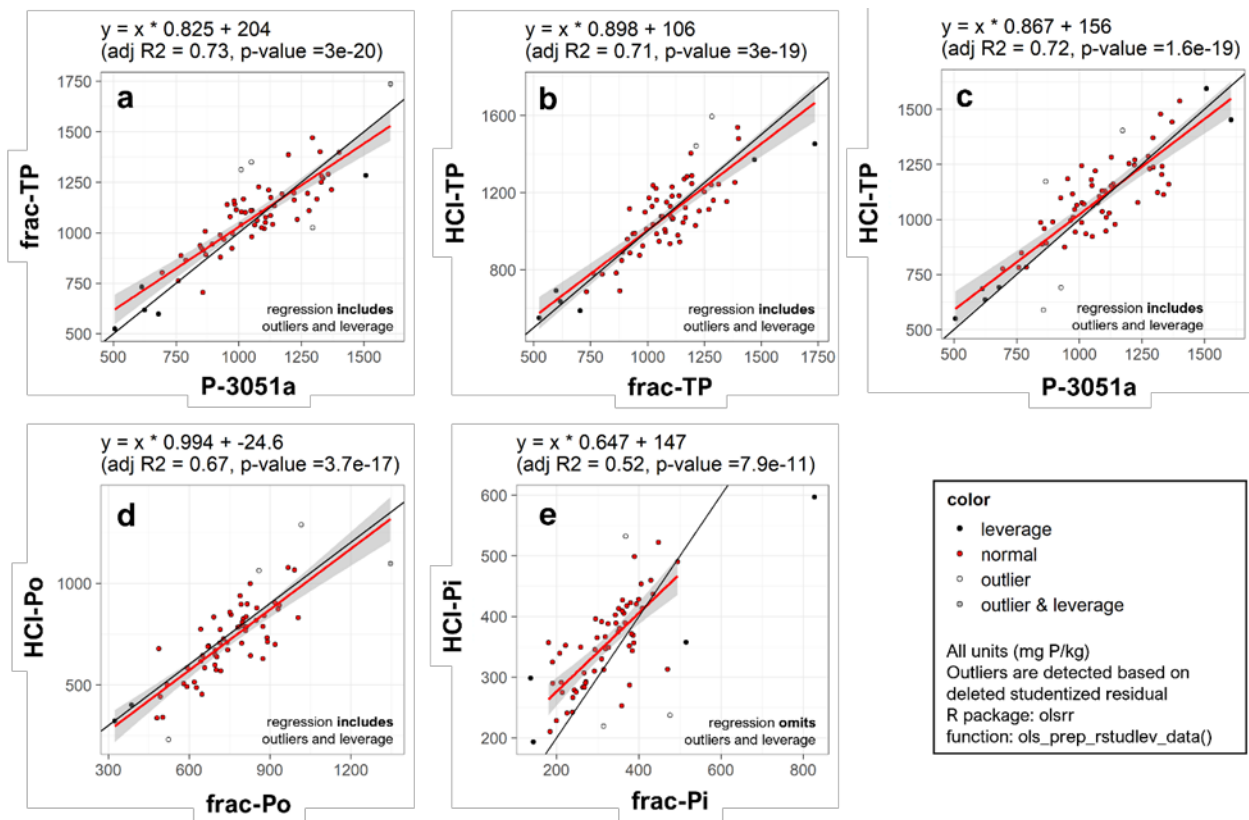 y = x * 0.825 + 204
(adj R2 = 0.73, p-value =3e-20)
a
frac-TP
1750
1500
1250
1000
750
500
regression includes
outliers and leverage
500 750 1000 1250 1500
P-3051a
y = x * 0.898 + 106
(adj R2 = 0.71, p-value =3e-19)
b
HCl-TP
1600
1200
800
regression includes
outliers and leverage
500 750 1000 1250 1500 1750
frac-TP
y = x * 0.867 + 156
(adj R2 = 0.72, p-value =1.6e-19)
c
HCl-TP
1500
1250
1000
750
500
regression includes
outliers and leverage
500 750 1000 1250 1500
P-3051a
y = x * 0.994 + -24.6
(adj R2 = 0.67, p-value =3.7e-17)
d
HCl-Po
1000
500
regression includes
outliers and leverage
300 600 900 1200
frac-Po
y = x * 0.647 + 147
(adj R2 = 0.52, p-value =7.9e-11)
e
HCl-Pi
600
500
400
300
200
regression omits
outliers and leverage
200 400 600 800
frac-Pi
color
leverage
normal
outlier
outlier & leverage
All units (mg P/kg)
Outliers are detected based on
deleted studentized residual
R package: olsrr
function: ols_prep_rstudlev_data()